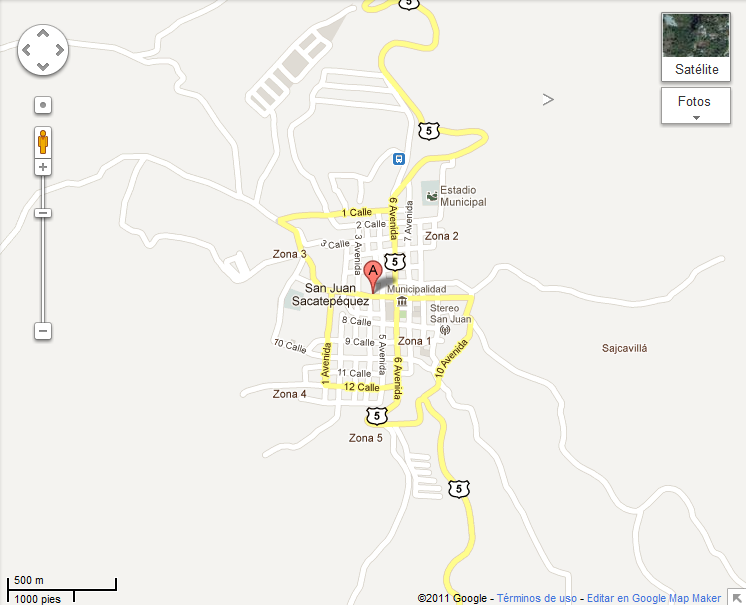 5
Satélite
Fotos
5
Estadio
Municipal
1 Calle
2 Calle
6 Avenida
7 Avenida
3 Avenida
3 Calle
Zona 2
Zona 3
5
A
San Juan
Sacatepéquez
Municipalidad
Stereo
San Juan
8 Calle
9 Calle
10 Calle
5 Avenida
Zona 1
Sajcavillá
1 Avenida
6 Avenida
10 Avenida
11 Calle
12 Calle
Zona 4
5
Zona 5
5
500 m
1000 pies
©2011 Google - Términos de uso - Editar en Google Map Maker